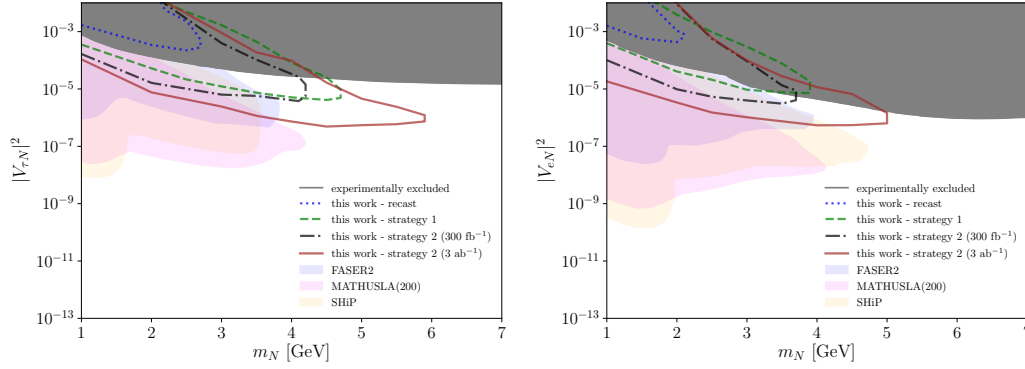 10⁻³
10⁻⁵
10⁻⁷
10⁻⁹
10⁻¹¹
10⁻¹³
|V_{τN}|²
experimentally excluded
this work - recast
this work - strategy 1
this work - strategy 2 (300 fb⁻¹)
this work - strategy 2 (3 ab⁻¹)
FASER2
MATHUSLA(200)
SHiP
1 2 3 4 5 6 7
m_N [GeV]
10⁻³
10⁻⁵
10⁻⁷
10⁻⁹
10⁻¹¹
10⁻¹³
|V_{eN}|²
experimentally excluded
this work - recast
this work - strategy 1
this work - strategy 2 (300 fb⁻¹)
this work - strategy 2 (3 ab⁻¹)
FASER2
MATHUSLA(200)
SHiP
1 2 3 4 5 6 7
m_N [GeV]